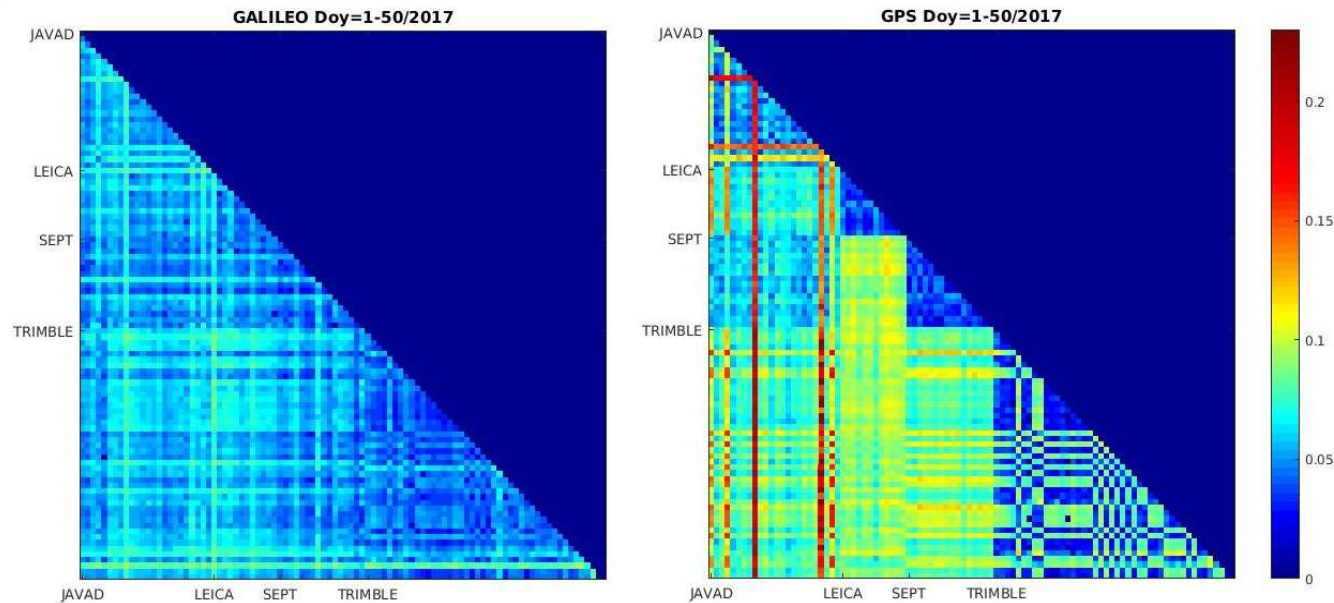 GALILEO Doy=1-50/2017
JAVAD
LEICA
SEPT
TRIMBLE
JAVAD LEICA SEPT TRIMBLE
GPS Doy=1-50/2017
JAVAD
LEICA
SEPT
TRIMBLE
JAVAD LEICA SEPT TRIMBLE
0.2
0.15
0.1
0.05
0